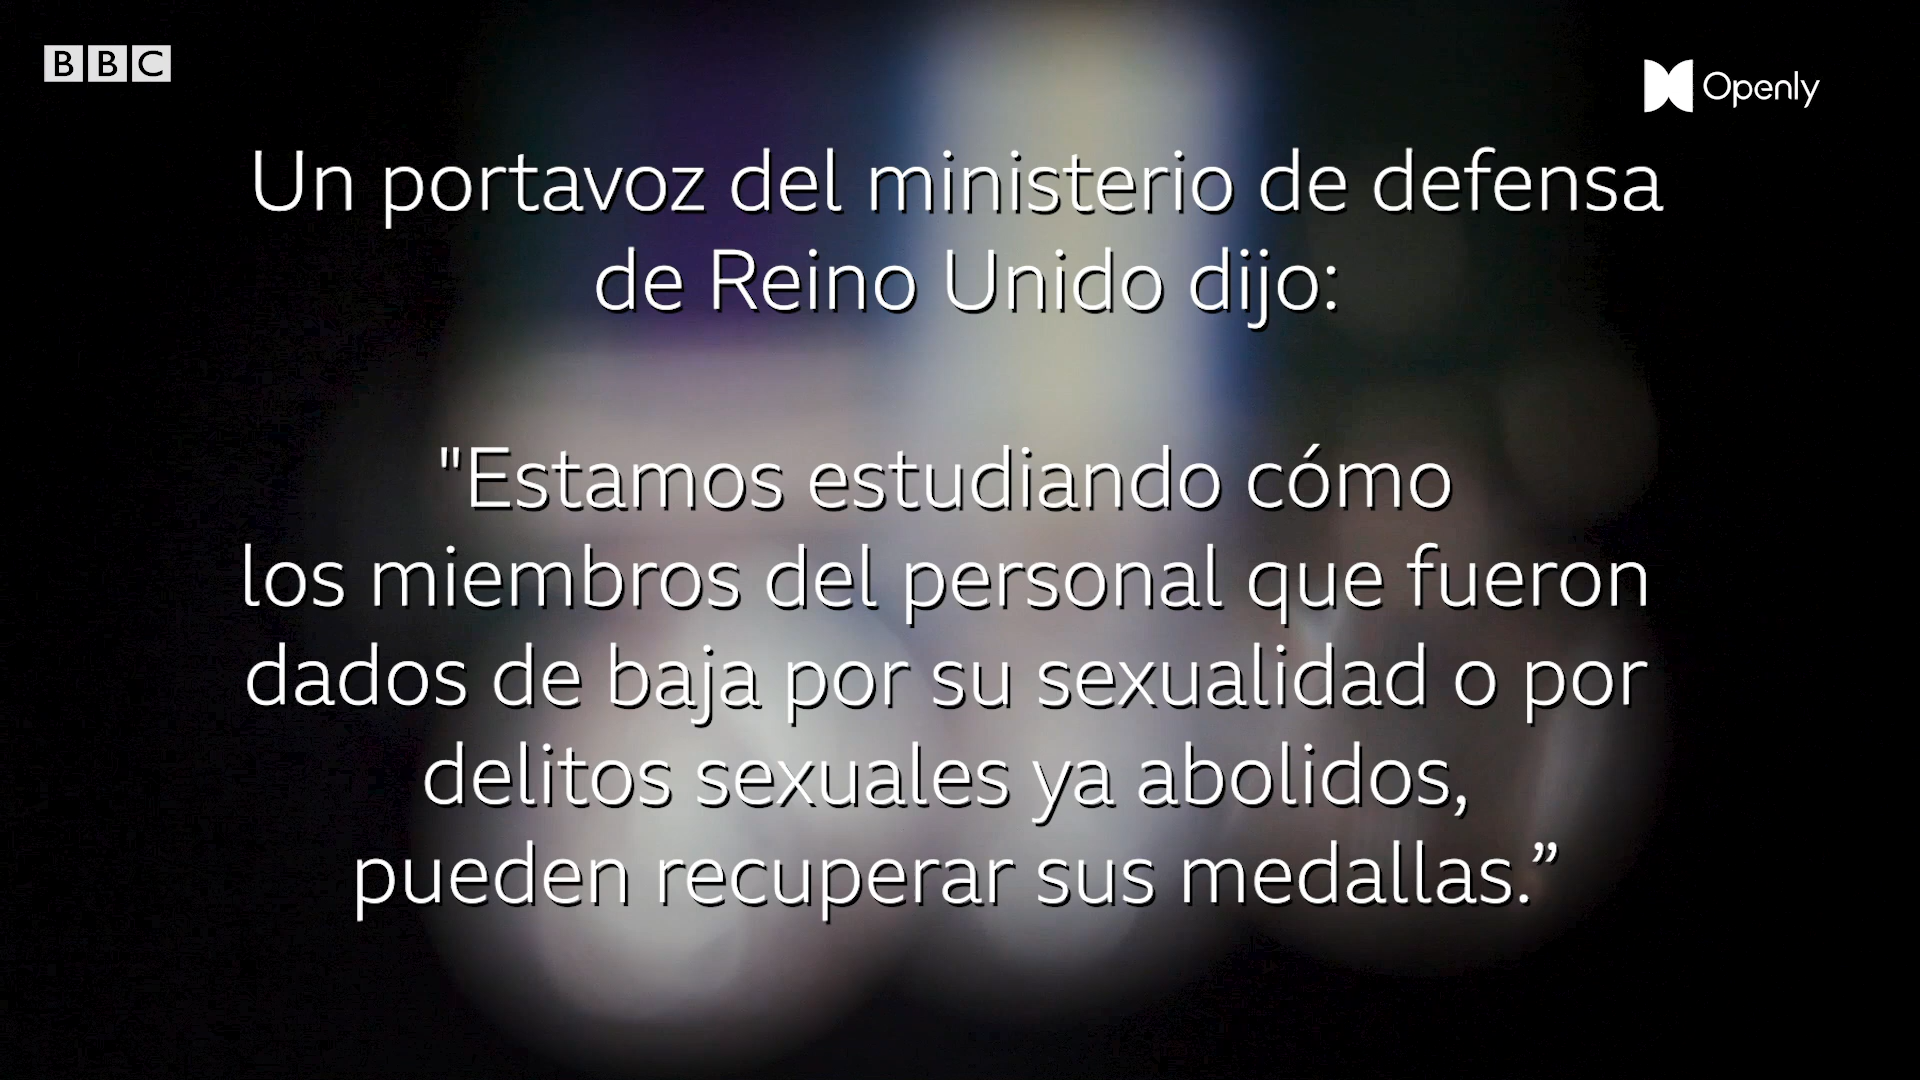 BBC
Openly
Un portavoz del ministerio de defensa
de Reino Unido dijo:
"Estamos estudiando cómo
los miembros del personal que fueron
dados de baja por su sexualidad o por
delitos sexuales ya abolidos,
pueden recuperar sus medallas.”